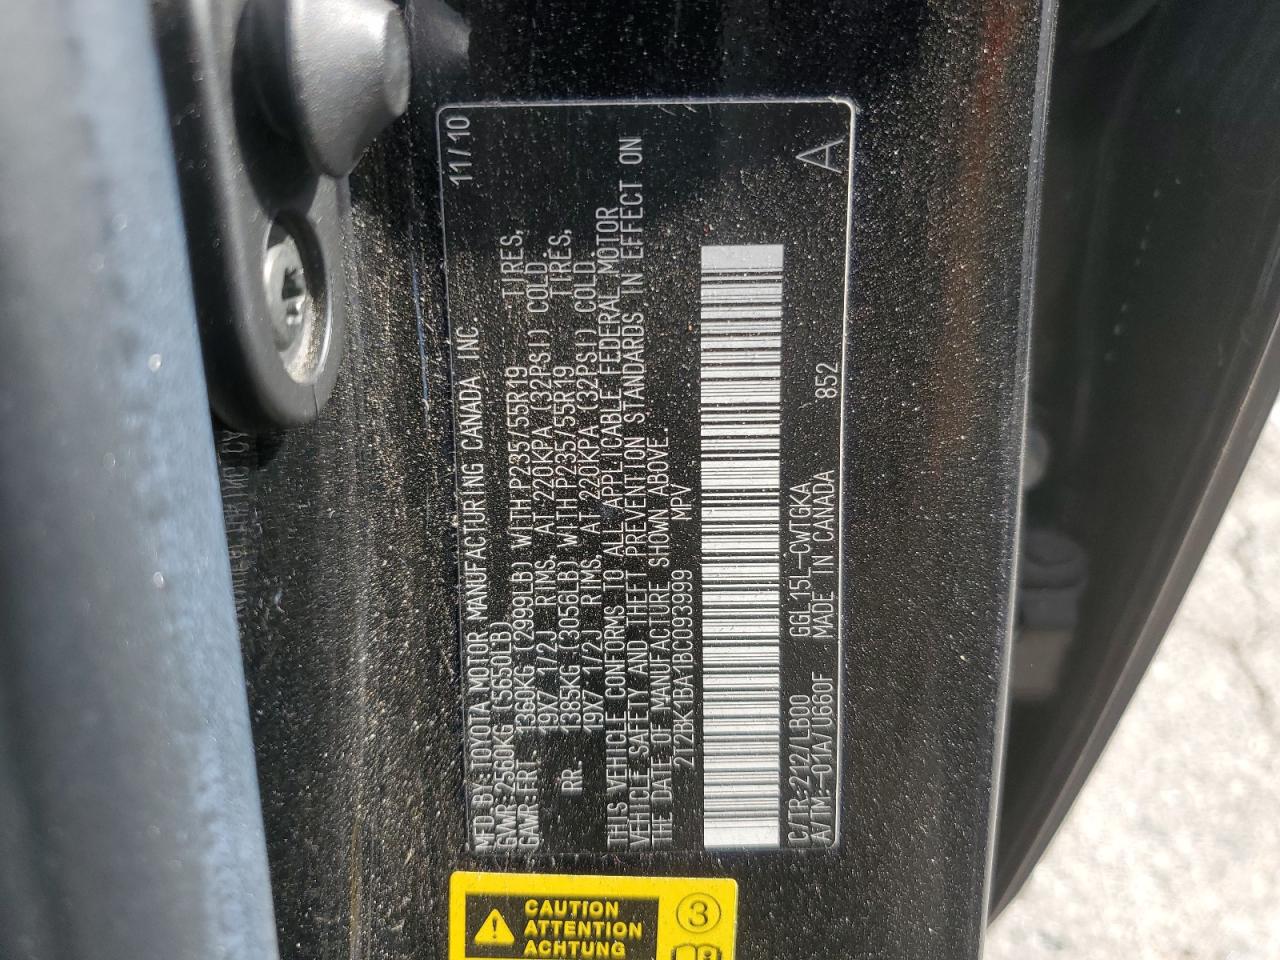 11/10
MFD. BY: TOYOTA MOTOR MANUFACTURING CANADA INC.
GVWR: 2560KG (5650LB)
GAWR: FRT. 1360KG (2999LB) WITH P235/55R19 TIRES,
19X7 1/2J RIMS, AT 220KPA (32PSI) COLD.
RR. 1385KG (3056LB) WITH P235/55R19 TIRES,
19X7 1/2J RIMS, AT 220KPA (32PSI) COLD.
THIS VEHICLE CONFORMS TO ALL APPLICABLE FEDERAL MOTOR
VEHICLE SAFETY AND THEFT PREVENTION STANDARDS IN EFFECT ON
THE DATE OF MANUFACTURE SHOWN ABOVE.
2T2BK1BA1BC093999 MPV
C/TR:212/LB00 GGL15L-CWTGKA 852 A
A/TM:-01A/U660F MADE IN CANADA
CAUTION
ATTENTION
ACHTUNG
3